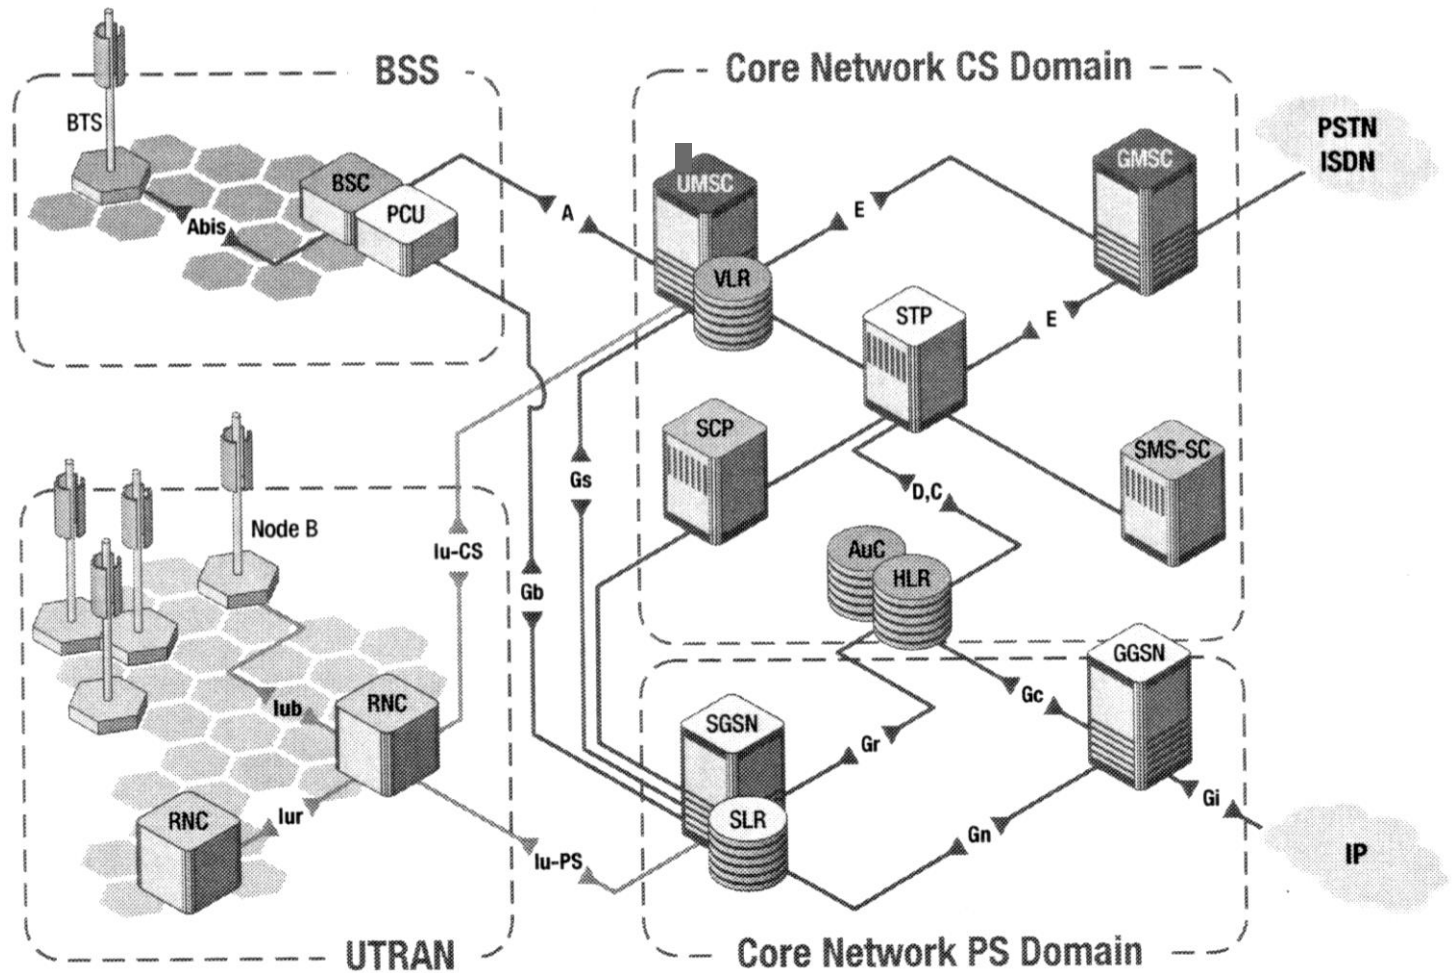 BSS
Core Network CS Domain
BTS
PSTN
ISDN
GMSC
BSC
UMSC
PCU
A
E
Abis
VLR
STP
E
SCP
SMS-SC
Gs
D,C
Node B
Iu-CS
AuC
HLR
Gb
GGSN
RNC
Iub
Gc
SGSN
Gr
Gi
RNC
Iur
SLR
Gn
Iu-PS
IP
UTRAN
Core Network PS Domain